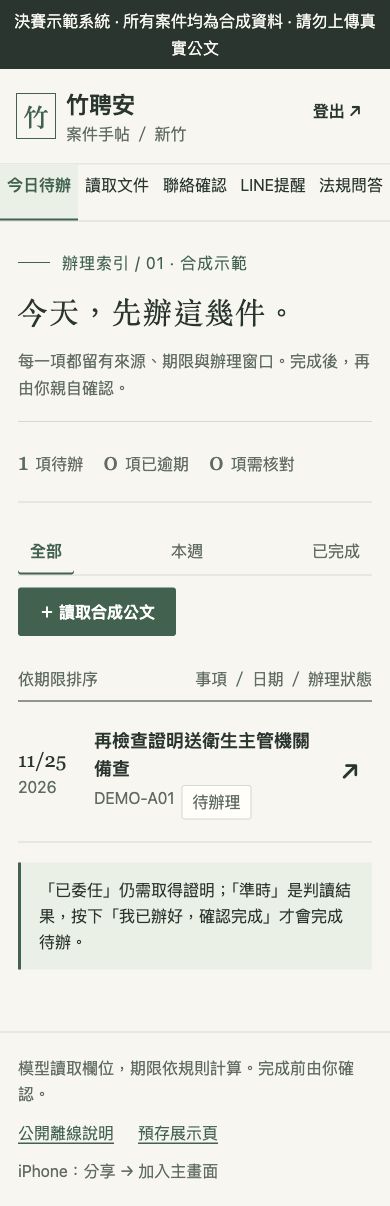 決賽示範系統 · 所有案件均為合成資料 · 請勿上傳真
實公文
竹
竹聘安
案件手帖 / 新竹
登出 ↗
今日待辦 讀取文件 聯絡確認 LINE提醒 法規問答
辦理索引 / 01 · 合成示範
今天，先辦這幾件。
每一項都留有來源、期限與辦理窗口。完成後，再
由你親自確認。
1 項待辦 0 項已逾期 0 項需核對
全部 本週 已完成
＋ 讀取合成公文
依期限排序 事項 / 日期 / 辦理狀態
11/25
2026
再檢查證明送衛生主管機關
備查
DEMO-A01 待辦理
↗
「已委任」仍需取得證明；「準時」是判讀結
果，按下「我已辦好，確認完成」才會完成
待辦。
模型讀取欄位，期限依規則計算。完成前由你確
認。
公開離線說明 預存展示頁
iPhone：分享 → 加入主畫面